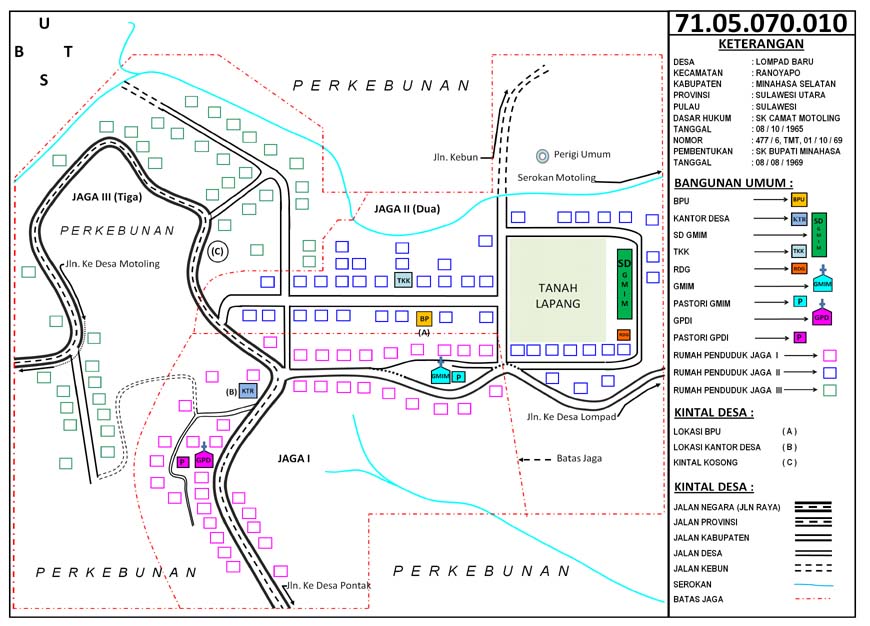 U
B T
S
PERKEBUNAN
Jln. Kebun
Perigi Umum
Serokan Motoling
JAGA III (Tiga)
JAGA II (Dua)
PERKEBUNAN
(C)
Jln. Ke Desa Motoling
TKK
SD
G
M
I
M
TANAH
LAPANG
BP
(A)
RDG
GMIM
P
(B)
KTR
Jln. Ke Desa Lompad
P
GPD
JAGA I
Batas Jaga
PERKEBUNAN
PERKEBUNAN
Jln. Ke Desa Pontak
71.05.070.010
KETERANGAN
DESA : LOMPAD BARU
KECAMATAN : RANOYAPO
KABUPATEN : MINAHASA SELATAN
PROVINSI : SULAWESI UTARA
PULAU : SULAWESI
DASAR HUKUM : SK CAMAT MOTOLING
TANGGAL : 08 / 10 / 1965
NOMOR : 477 / 6, TMT, 01 / 10 / 69
PEMBENTUKAN : SK BUPATI MINAHASA
TANGGAL : 08 / 08 / 1969
BANGUNAN UMUM :
BPU BPU
KANTOR DESA KTR
SD GMIM SD GMIM
TKK TKK
RDG RDG
GMIM GMIM
PASTORI GMIM P
GPDI GPD
PASTORI GPDI P
RUMAH PENDUDUK JAGA I
RUMAH PENDUDUK JAGA II
RUMAH PENDUDUK JAGA III
KINTAL DESA :
LOKASI BPU ( A )
LOKASI KANTOR DESA ( B )
KINTAL KOSONG ( C )
KINTAL DESA :
JALAN NEGARA (JLN RAYA)
JALAN PROVINSI
JALAN KABUPATEN
JALAN DESA
JALAN KEBUN
SEROKAN
BATAS JAGA